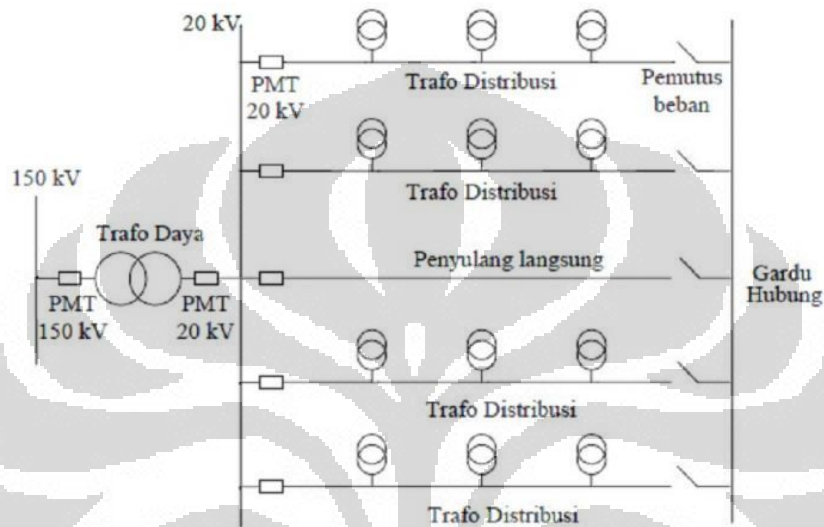 20 kV
PMT
20 kV
Trafo Distribusi
Pemutus
beban
Trafo Distribusi
150 kV
Trafo Daya
PMT
150 kV
PMT
20 kV
Penyulang langsung
Gardu
Hubung
Trafo Distribusi
Trafo Distribusi